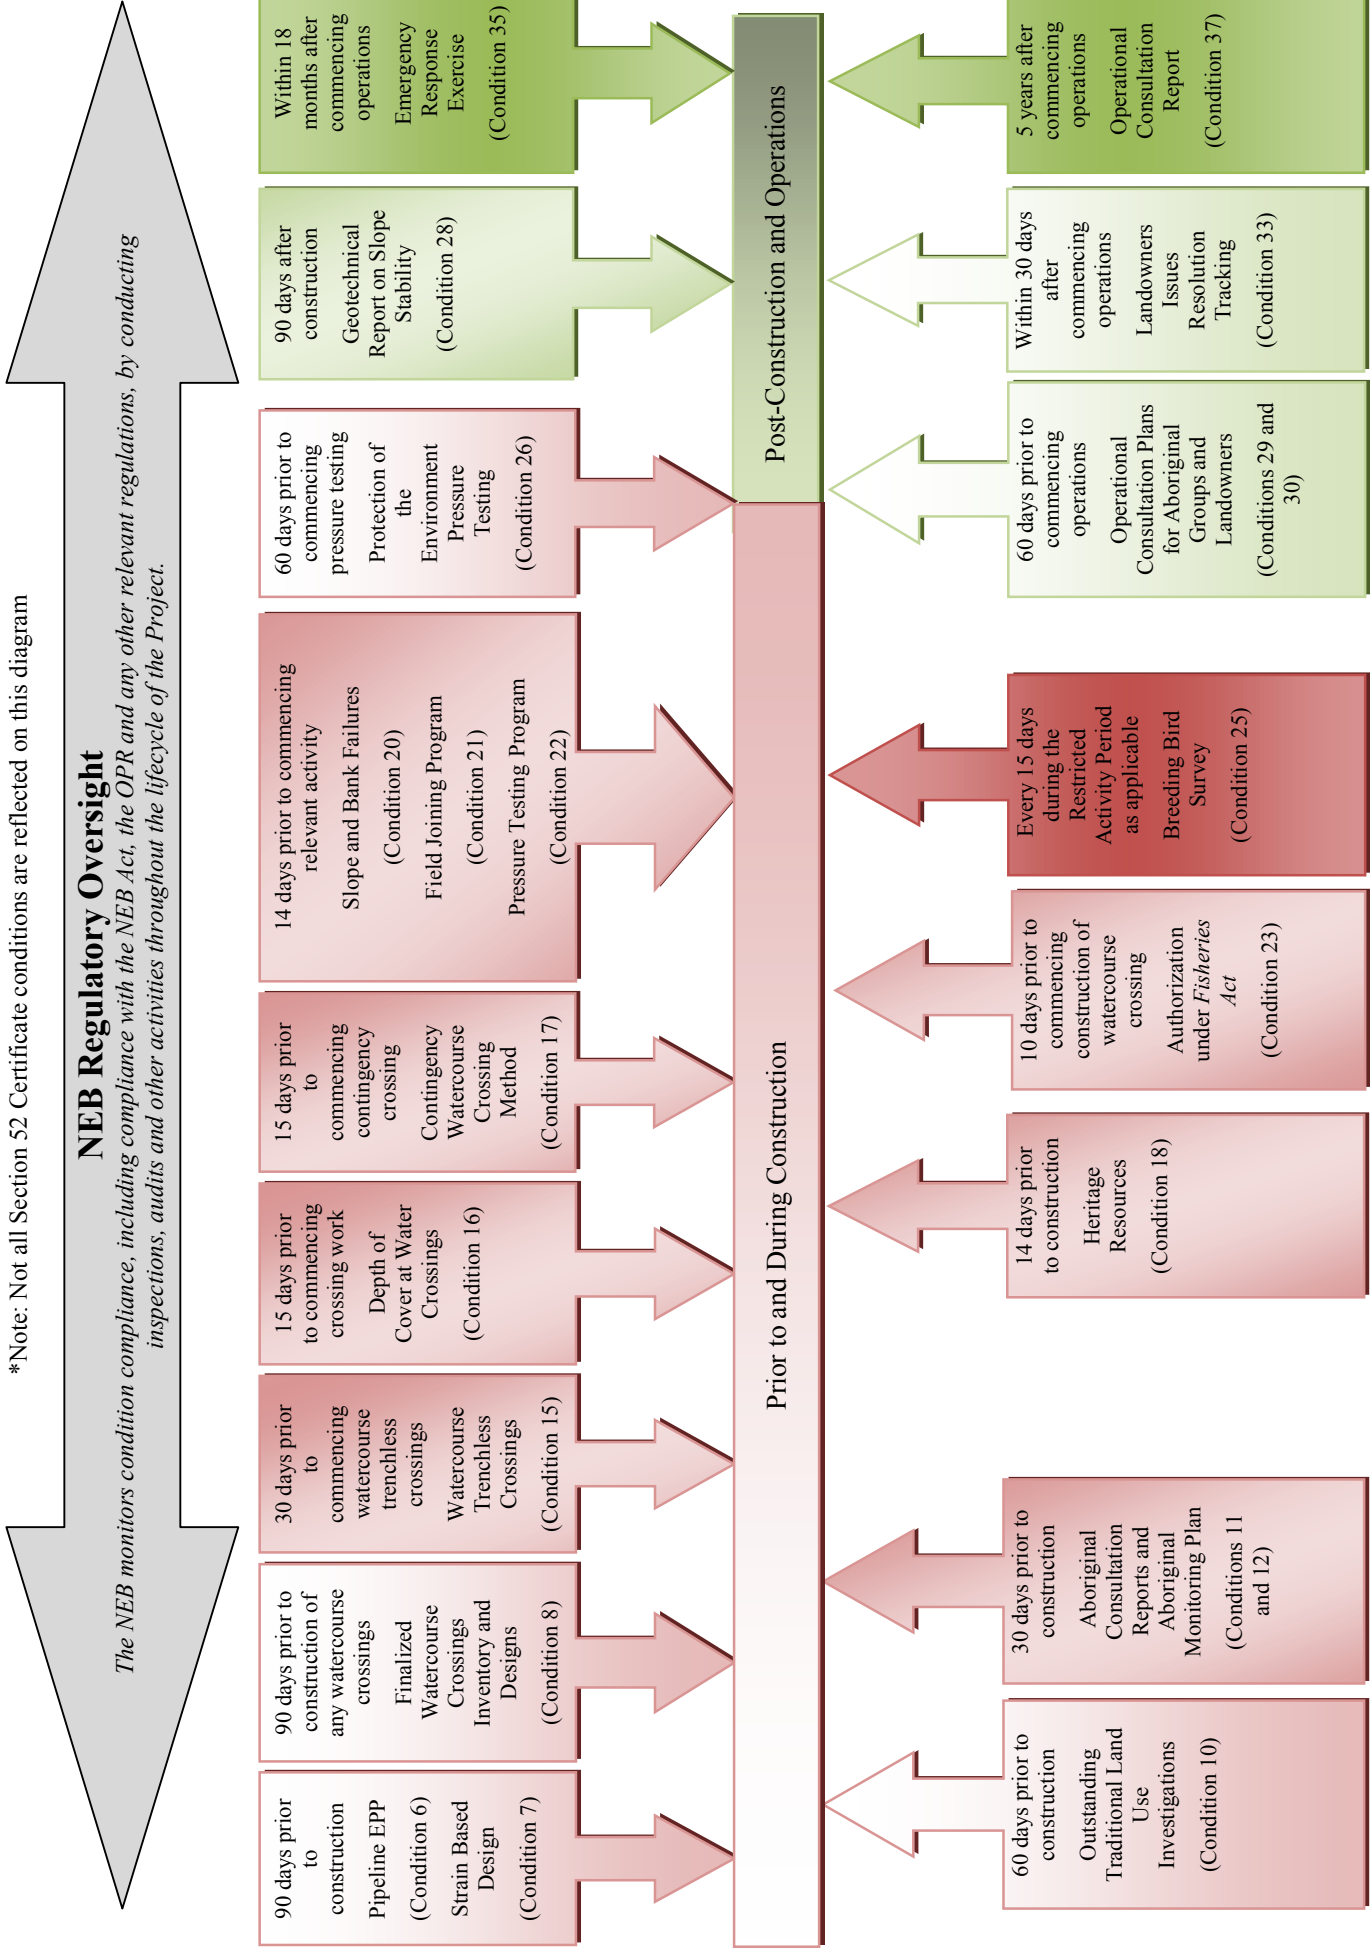 *Note: Not all Section 52 Certificate conditions are reflected on this diagram
NEB Regulatory Oversight
The NEB monitors condition compliance, including compliance with the NEB Act, the OPR and any other relevant regulations, by conducting
inspections, audits and other activities throughout the lifecycle of the Project.
90 days prior
to
construction
Pipeline EPP
(Condition 6)
Strain Based
Design
(Condition 7)
90 days prior to
construction of
any watercourse
crossings
Finalized
Watercourse
Crossings
Inventory and
Designs
(Condition 8)
30 days prior
to
commencing
watercourse
trenchless
crossings
Watercourse
Trenchless
Crossings
(Condition 15)
15 days prior
to commencing
crossing work
Depth of
Cover at Water
Crossings
(Condition 16)
15 days prior
to
commencing
contingency
crossing
Contingency
Watercourse
Crossing
Method
(Condition 17)
14 days prior to commencing
relevant activity
Slope and Bank Failures
(Condition 20)
Field Joining Program
(Condition 21)
Pressure Testing Program
(Condition 22)
60 days prior to
commencing
pressure testing
Protection of
the
Environment
Pressure
Testing
(Condition 26)
90 days after
construction
Geotechnical
Report on Slope
Stability
(Condition 28)
Within 18
months after
commencing
operations
Emergency
Response
Exercise
(Condition 35)
Prior to and During Construction
Post-Construction and Operations
60 days prior to
construction
Outstanding
Traditional Land
Use
Investigations
(Condition 10)
30 days prior to
construction
Aboriginal
Consultation
Reports and
Aboriginal
Monitoring Plan
(Conditions 11
and 12)
14 days prior
to construction
Heritage
Resources
(Condition 18)
10 days prior to
commencing
construction of
watercourse
crossing
Authorization
under Fisheries
Act
(Condition 23)
Every 15 days
during the
Restricted
Activity Period
as applicable
Breeding Bird
Survey
(Condition 25)
60 days prior to
commencing
operations
Operational
Consultation Plans
for Aboriginal
Groups and
Landowners
(Conditions 29 and
30)
Within 30 days
after
commencing
operations
Landowners
Issues
Resolution
Tracking
(Condition 33)
5 years after
commencing
operations
Operational
Consultation
Report
(Condition 37)